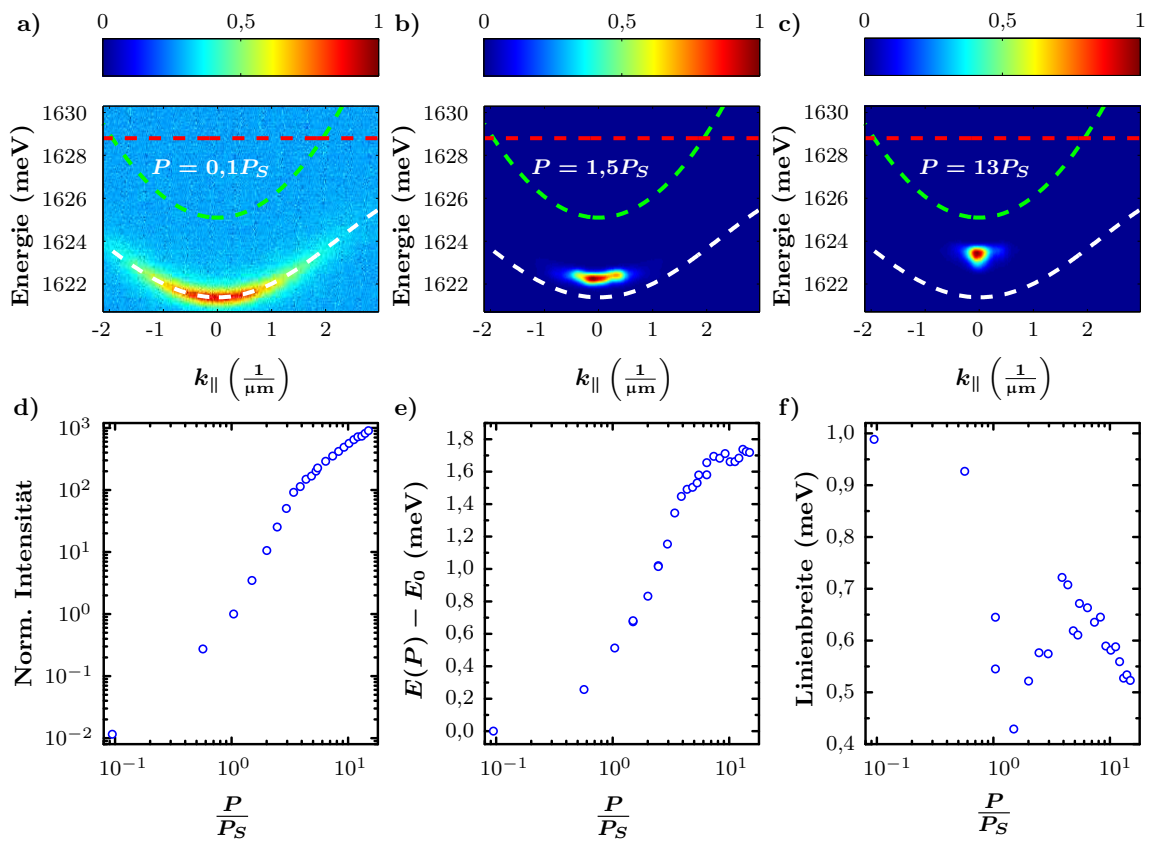 a) 0 0,5 1 b) 0 0,5 1 c) 0 0,5 1
Energie (meV) 1630 1628 1626 1624 1622 P = 0,1P_S
-2 -1 0 1 2
k_∥ (1/µm)
Energie (meV) 1630 1628 1626 1624 1622 P = 1,5P_S
-2 -1 0 1 2
k_∥ (1/µm)
Energie (meV) 1630 1628 1626 1624 1622 P = 13P_S
-2 -1 0 1 2
k_∥ (1/µm)
d)
Norm. Intensität 10^3 10^2 10^1 10^0 10^−1 10^−2
10^−1 10^0 10^1
P/P_S
e)
E(P) − E_0 (meV) 1,8 1,6 1,4 1,2 1,0 0,8 0,6 0,4 0,2 0,0
10^−1 10^0 10^1
P/P_S
f)
Linienbreite (meV) 1,0 0,9 0,8 0,7 0,6 0,5 0,4
10^−1 10^0 10^1
P/P_S